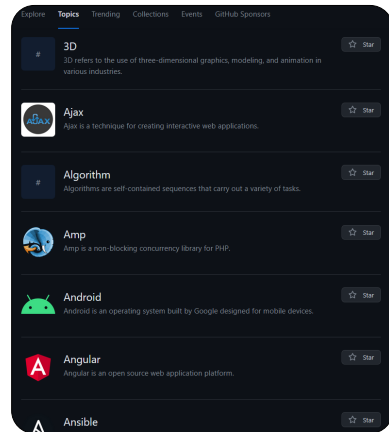 Explore Topics Trending Collections Events GitHub Sponsors
#
3D
3D refers to the use of three-dimensional graphics, modeling, and animation in
various industries.
Star
AJAX
Ajax
Ajax is a technique for creating interactive web applications.
Star
#
Algorithm
Algorithms are self-contained sequences that carry out a variety of tasks.
Star
Amp
Amp is a non-blocking concurrency library for PHP.
Star
Android
Android is an operating system built by Google designed for mobile devices.
Star
A
Angular
Angular is an open source web application platform.
Star
Ansible
Star